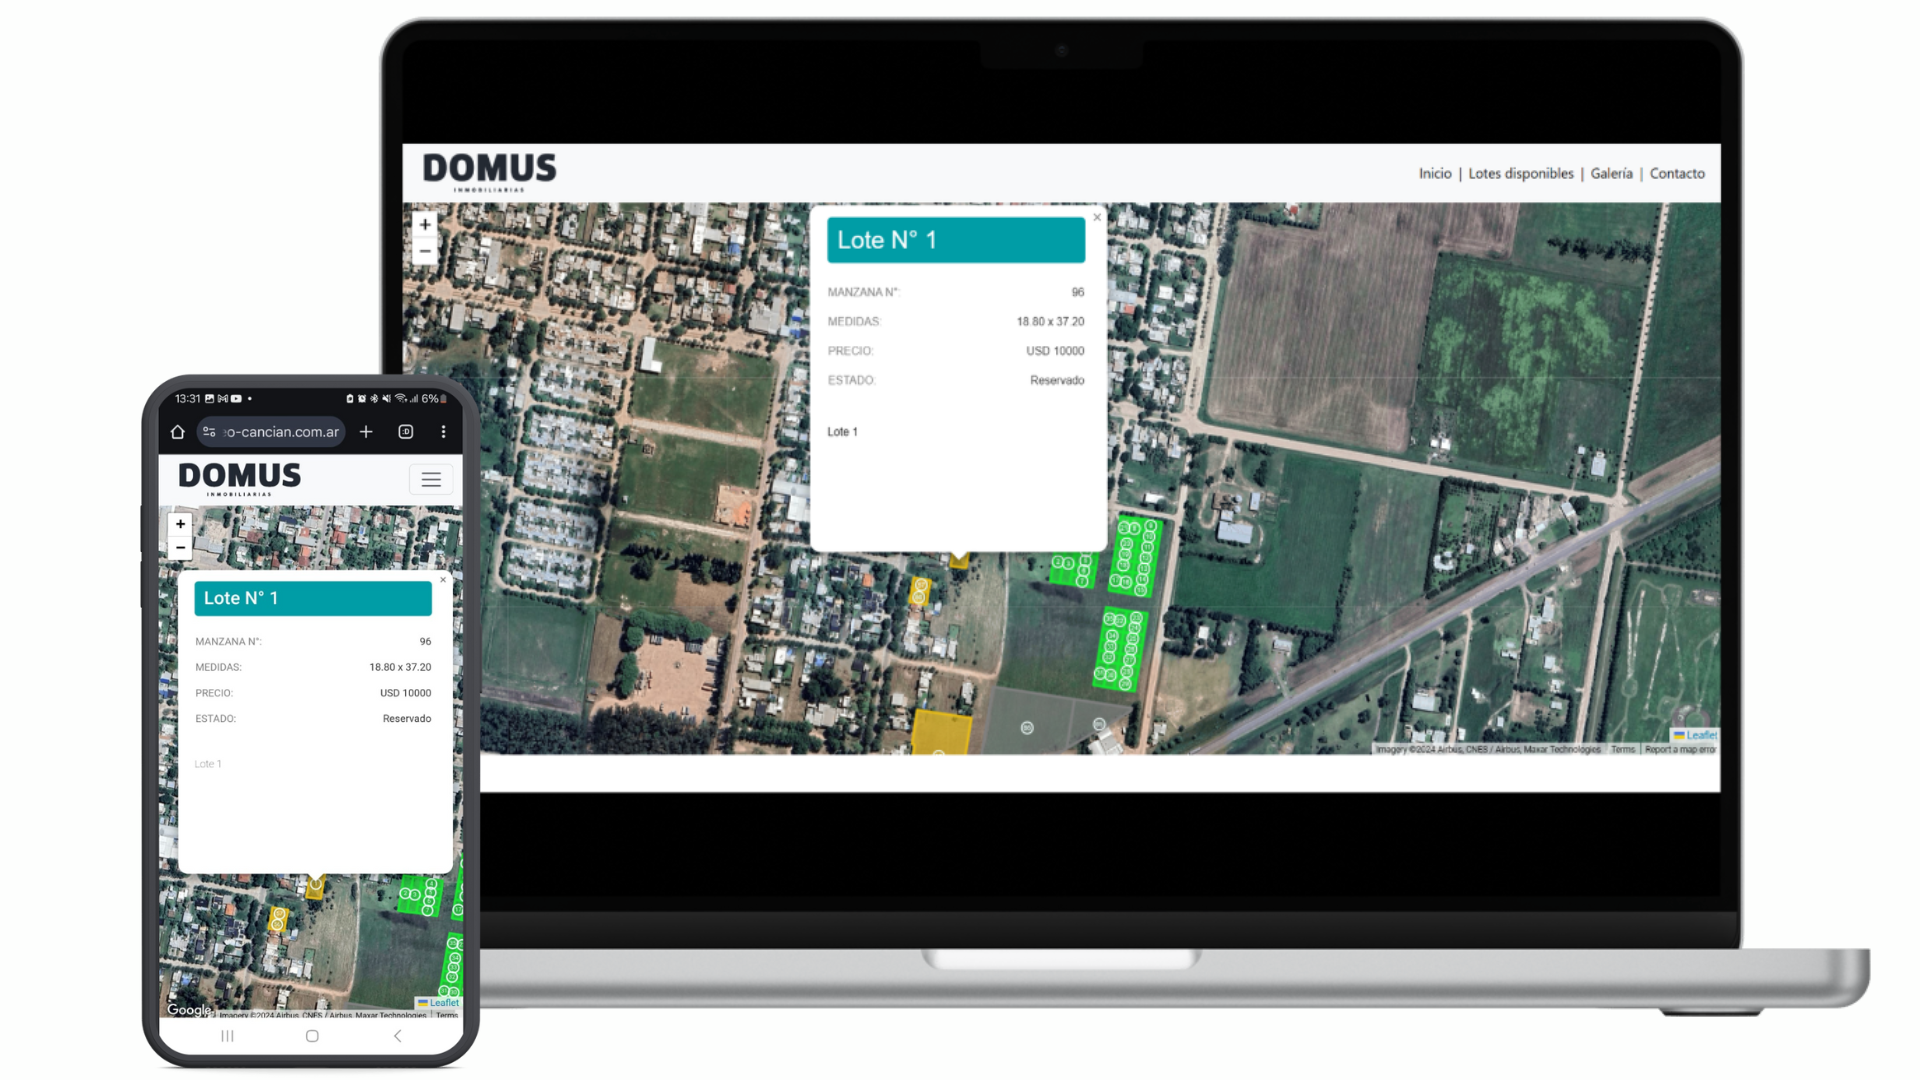 DOMUS
INMOBILIARIAS
Inicio | Lotes disponibles | Galería | Contacto
+
−
×
Lote N° 1
MANZANA N°: 96
MEDIDAS: 18.80 x 37.20
PRECIO: USD 10000
ESTADO: Reservado
Lote 1
Leaflet
Imagery ©2024 Airbus, CNES / Airbus, Maxar Technologies Terms Report a map error
13:31 6%
o-cancian.com.ar
DOMUS
INMOBILIARIAS
+
−
×
Lote N° 1
MANZANA N°: 96
MEDIDAS: 18.80 x 37.20
PRECIO: USD 10000
ESTADO: Reservado
Lote 1
Leaflet
Google
Imagery ©2024 Airbus, CNES / Airbus, Maxar Technologies Terms